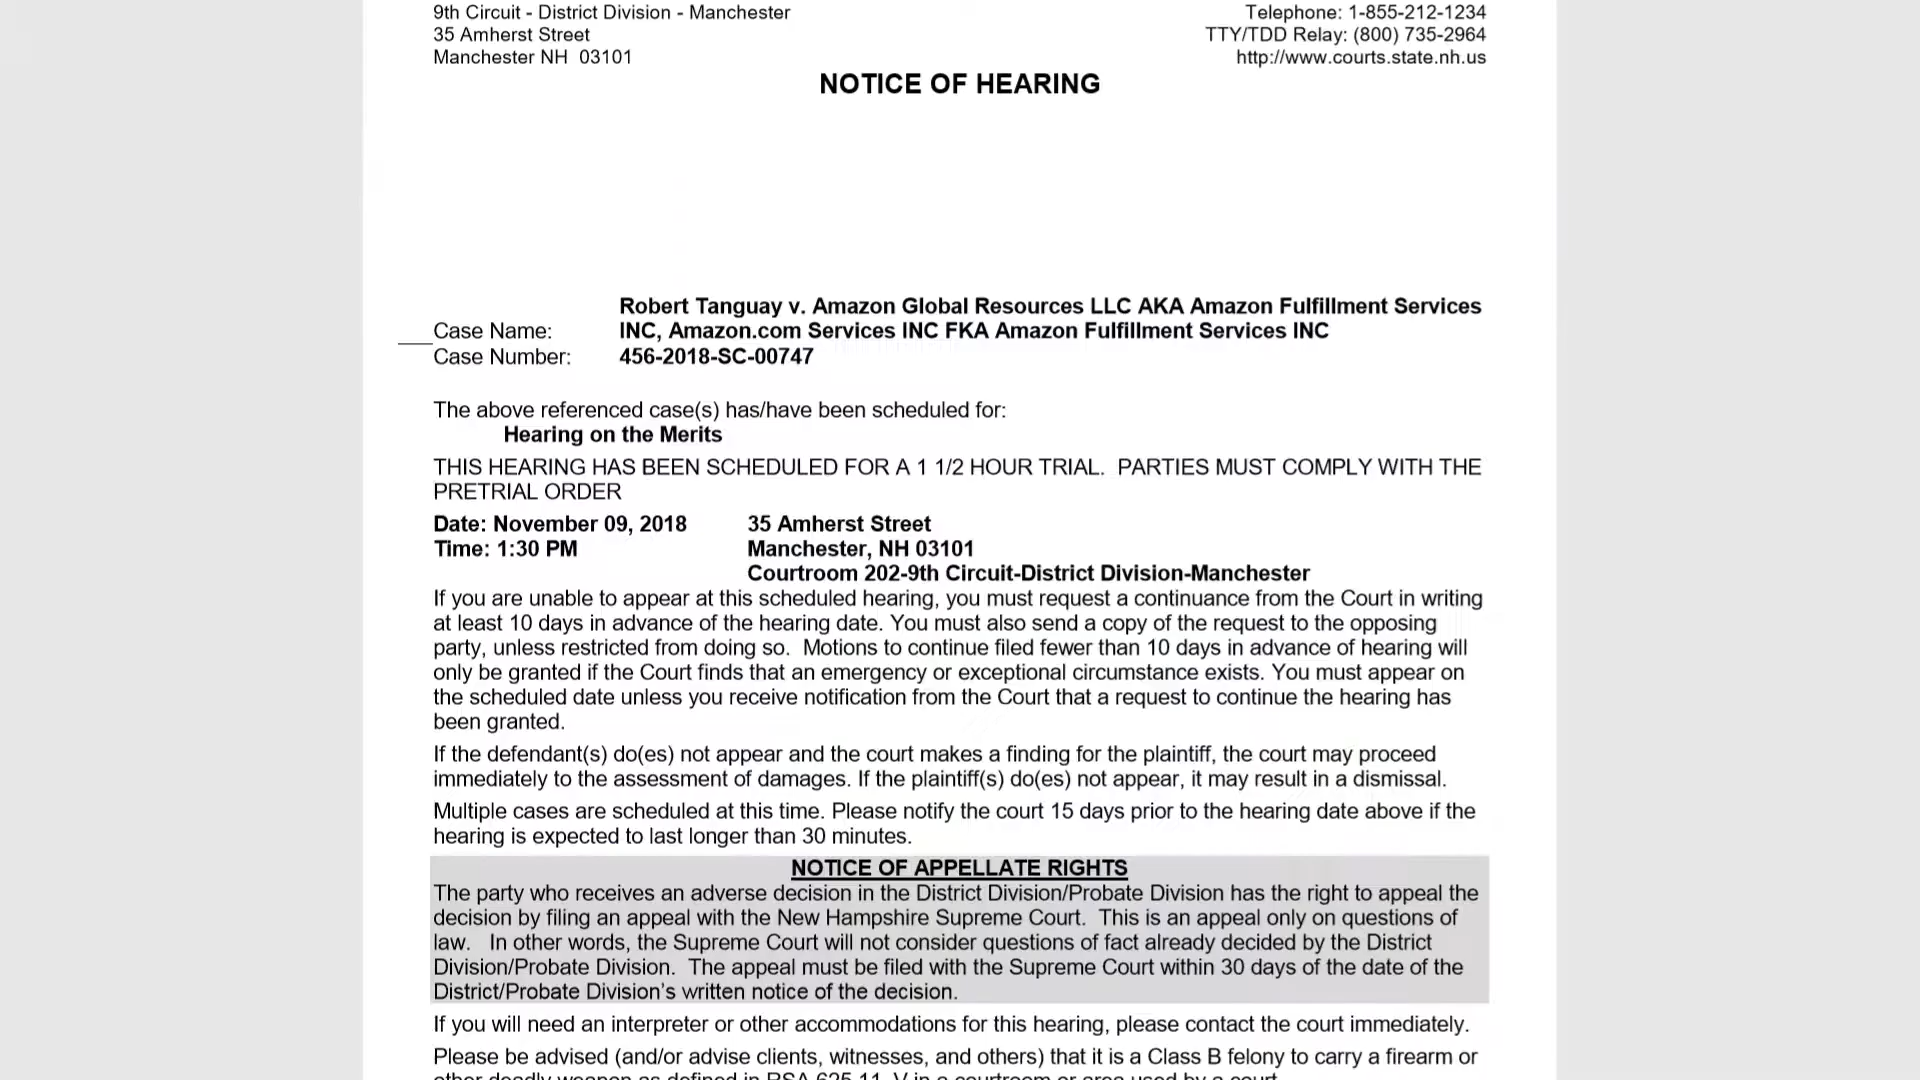 9th Circuit - District Division - Manchester
35 Amherst Street
Manchester NH 03101
Telephone: 1-855-212-1234
TTY/TDD Relay: (800) 735-2964
http://www.courts.state.nh.us
NOTICE OF HEARING
Case Name:
Robert Tanguay v. Amazon Global Resources LLC AKA Amazon Fulfillment Services
INC, Amazon.com Services INC FKA Amazon Fulfillment Services INC
Case Number: 456-2018-SC-00747
The above referenced case(s) has/have been scheduled for:
Hearing on the Merits
THIS HEARING HAS BEEN SCHEDULED FOR A 1 1/2 HOUR TRIAL. PARTIES MUST COMPLY WITH THE
PRETRIAL ORDER
Date: November 09, 2018
Time: 1:30 PM
35 Amherst Street
Manchester, NH 03101
Courtroom 202-9th Circuit-District Division-Manchester
If you are unable to appear at this scheduled hearing, you must request a continuance from the Court in writing
at least 10 days in advance of the hearing date. You must also send a copy of the request to the opposing
party, unless restricted from doing so. Motions to continue filed fewer than 10 days in advance of hearing will
only be granted if the Court finds that an emergency or exceptional circumstance exists. You must appear on
the scheduled date unless you receive notification from the Court that a request to continue the hearing has
been granted.
If the defendant(s) do(es) not appear and the court makes a finding for the plaintiff, the court may proceed
immediately to the assessment of damages. If the plaintiff(s) do(es) not appear, it may result in a dismissal.
Multiple cases are scheduled at this time. Please notify the court 15 days prior to the hearing date above if the
hearing is expected to last longer than 30 minutes.
NOTICE OF APPELLATE RIGHTS
The party who receives an adverse decision in the District Division/Probate Division has the right to appeal the
decision by filing an appeal with the New Hampshire Supreme Court. This is an appeal only on questions of
law. In other words, the Supreme Court will not consider questions of fact already decided by the District
Division/Probate Division. The appeal must be filed with the Supreme Court within 30 days of the date of the
District/Probate Division's written notice of the decision.
If you will need an interpreter or other accommodations for this hearing, please contact the court immediately.
Please be advised (and/or advise clients, witnesses, and others) that it is a Class B felony to carry a firearm or
other deadly weapon as defined in RSA 625.11, V in a courtroom or area used by a court.